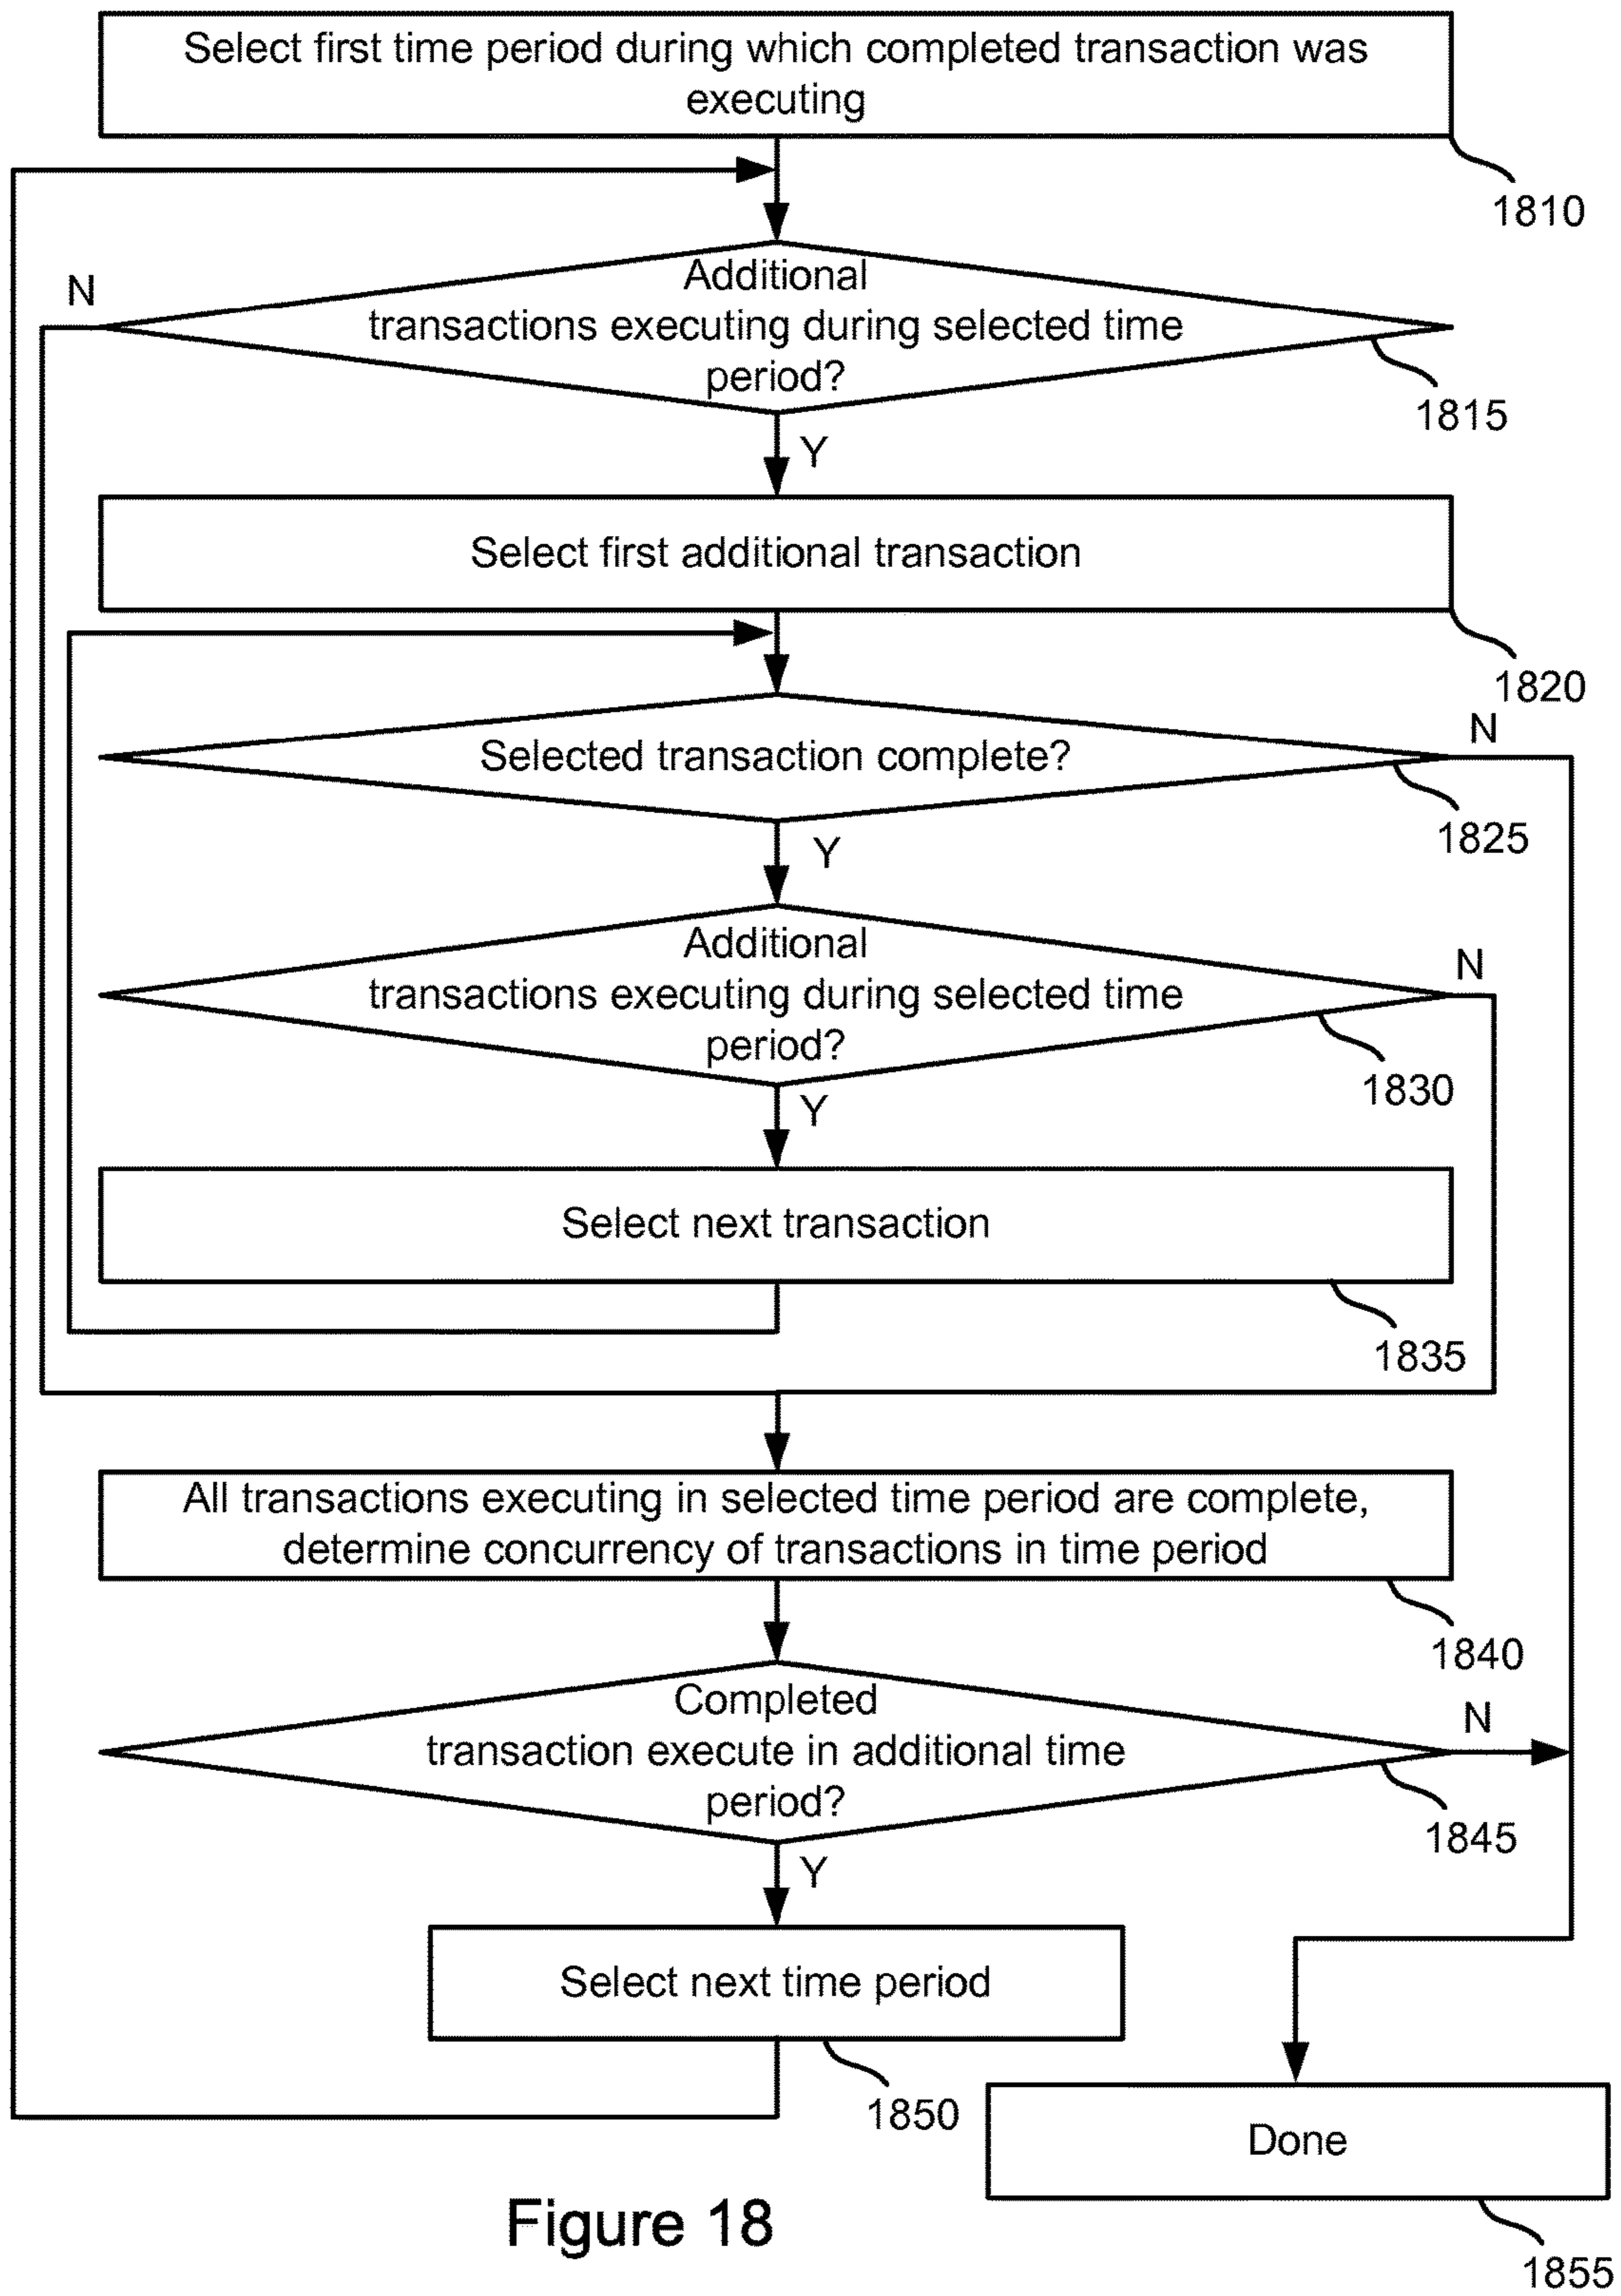 Select first time period during which completed transaction was
executing
1810
N
Additional
transactions executing during selected time
period?
1815
Y
Select first additional transaction
1820
N
Selected transaction complete?
1825
Y
Additional
N
transactions executing during selected time
period?
1830
Y
Select next transaction
1835
All transactions executing in selected time period are complete,
determine concurrency of transactions in time period
1840
Completed
N
transaction execute in additional time
period?
1845
Y
Select next time period
1850
Done
1855
Figure 18